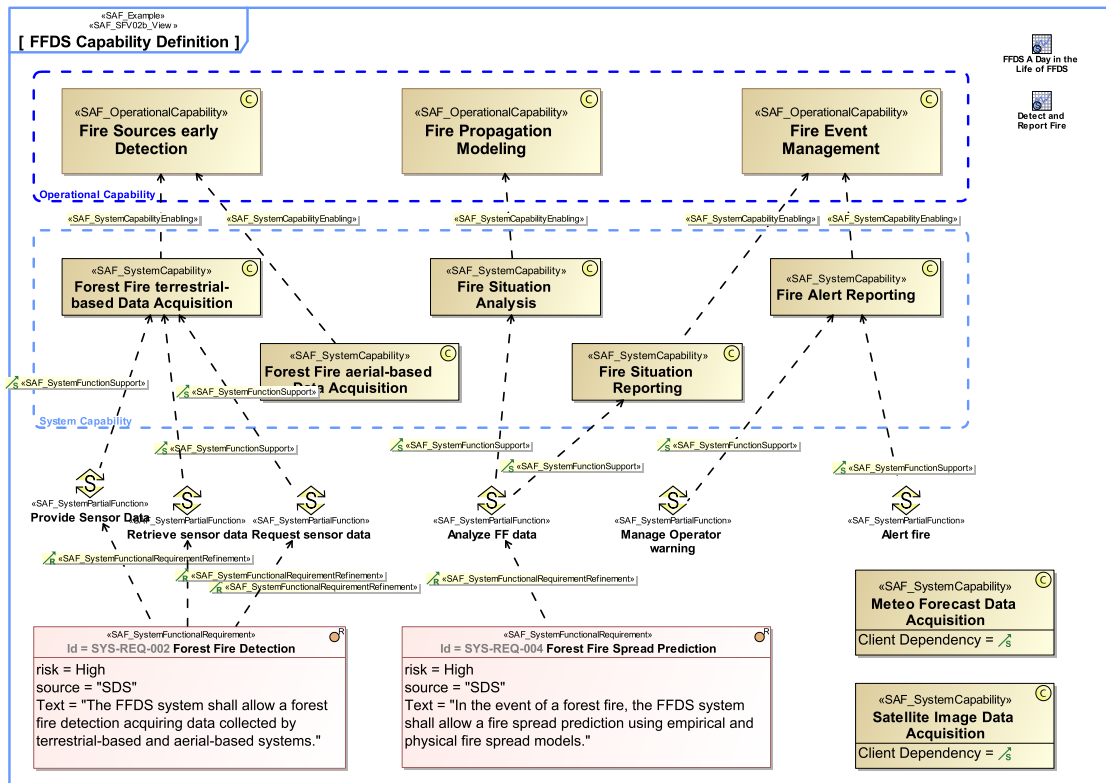 «SAF_Example»
«SAF_SFV02b_View »
[ FFDS Capability Definition ]
FFDS A Day in the
Life of FFDS
Detect and
Report Fire
«SAF_OperationalCapability»
Fire Sources early
Detection
C
«SAF_OperationalCapability»
Fire Propagation
Modeling
C
«SAF_OperationalCapability»
Fire Event
Management
C
Operational Capability
«SAF_SystemCapabilityEnabling»
«SAF_SystemCapabilityEnabling»
«SAF_SystemCapabilityEnabling»
«SAF_SystemCapabilityEnabling»
«SAF_SystemCapabilityEnabling»
«SAF_SystemCapability»
Forest Fire terrestrial-
based Data Acquisition
C
«SAF_SystemCapability»
Fire Situation
Analysis
C
«SAF_SystemCapability»
Fire Alert Reporting
C
«SAF_SystemCapability»
Forest Fire aerial-based
Data Acquisition
C
«SAF_SystemCapability»
Fire Situation
Reporting
C
System Capability
S «SAF_SystemFunctionSupport»
S «SAF_SystemFunctionSupport»
S «SAF_SystemFunctionSupport»
S «SAF_SystemFunctionSupport»
S «SAF_SystemFunctionSupport»
S «SAF_SystemFunctionSupport»
S «SAF_SystemFunctionSupport»
S
«SAF_SystemPartialFunction»
Provide Sensor Data
S
«SAF_SystemPartialFunction»
Retrieve sensor data
S
«SAF_SystemPartialFunction»
Request sensor data
S
«SAF_SystemPartialFunction»
Analyze FF data
S
«SAF_SystemPartialFunction»
Manage Operator
warning
S
«SAF_SystemPartialFunction»
Alert fire
R «SAF_SystemFunctionalRequirementRefinement»
R «SAF_SystemFunctionalRequirementRefinement»
R «SAF_SystemFunctionalRequirementRefinement»
R «SAF_SystemFunctionalRequirementRefinement»
«SAF_SystemFunctionalRequirement»
R
Id = SYS-REQ-002 Forest Fire Detection
risk = High
source = "SDS"
Text = "The FFDS system shall allow a forest
fire detection acquiring data collected by
terrestrial-based and aerial-based systems."
«SAF_SystemFunctionalRequirement»
R
Id = SYS-REQ-004 Forest Fire Spread Prediction
risk = High
source = "SDS"
Text = "In the event of a forest fire, the FFDS system
shall allow a fire spread prediction using empirical and
physical fire spread models."
«SAF_SystemCapability»
C
Meteo Forecast Data
Acquisition
Client Dependency = S
«SAF_SystemCapability»
C
Satellite Image Data
Acquisition
Client Dependency = S